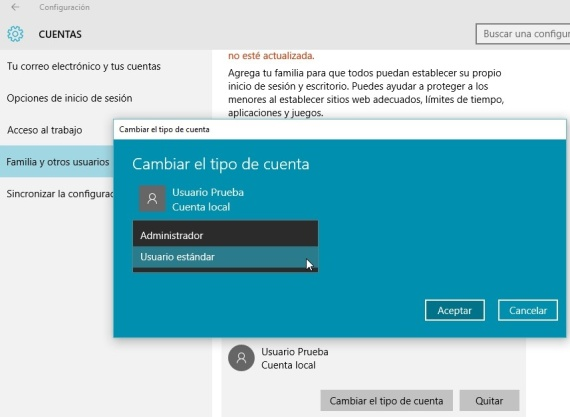 Configuración
CUENTAS
Buscar una configur
Tu correo electrónico y tus cuentas
Opciones de inicio de sesión
Acceso al trabajo
Familia y otros usuarios
Sincronizar la configurac
no esté actualizada.
Agrega tu familia para que todos puedan establecer su propio
inicio de sesión y escritorio. Puedes ayudar a proteger a los
menores al establecer sitios web adecuados, límites de tiempo,
aplicaciones y juegos.
Cambiar el tipo de cuenta
Cambiar el tipo de cuenta
Usuario Prueba
Cuenta local
Administrador
Usuario estándar
Aceptar
Cancelar
Usuario Prueba
Cuenta local
Cambiar el tipo de cuenta
Quitar